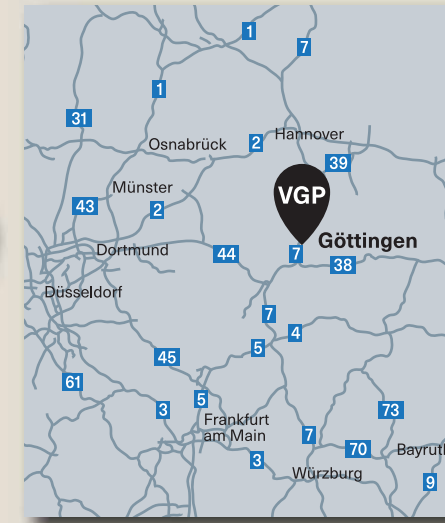 1
7
1
31
Osnabrück
2
Hannover
39
Münster
43
2
VGP
Göttingen
7
38
Dortmund
44
Düsseldorf
7
4
5
45
61
3
5
Frankfurt
am Main
73
7
70
Bayrut
3
Würzburg
9